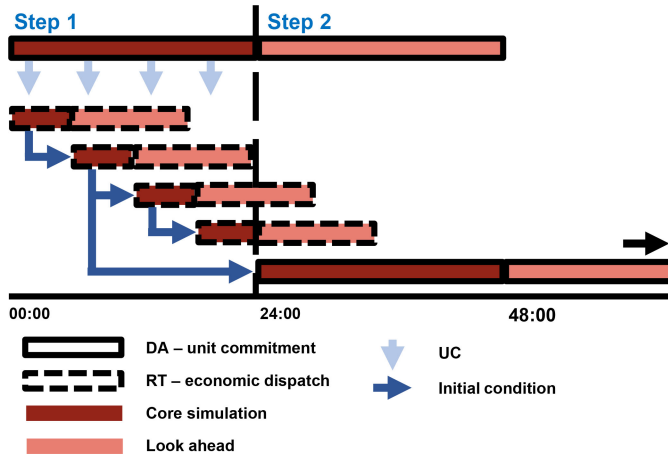 Step 1
Step 2
00:00
24:00
48:00
DA – unit commitment
RT – economic dispatch
Core simulation
Look ahead
UC
Initial condition